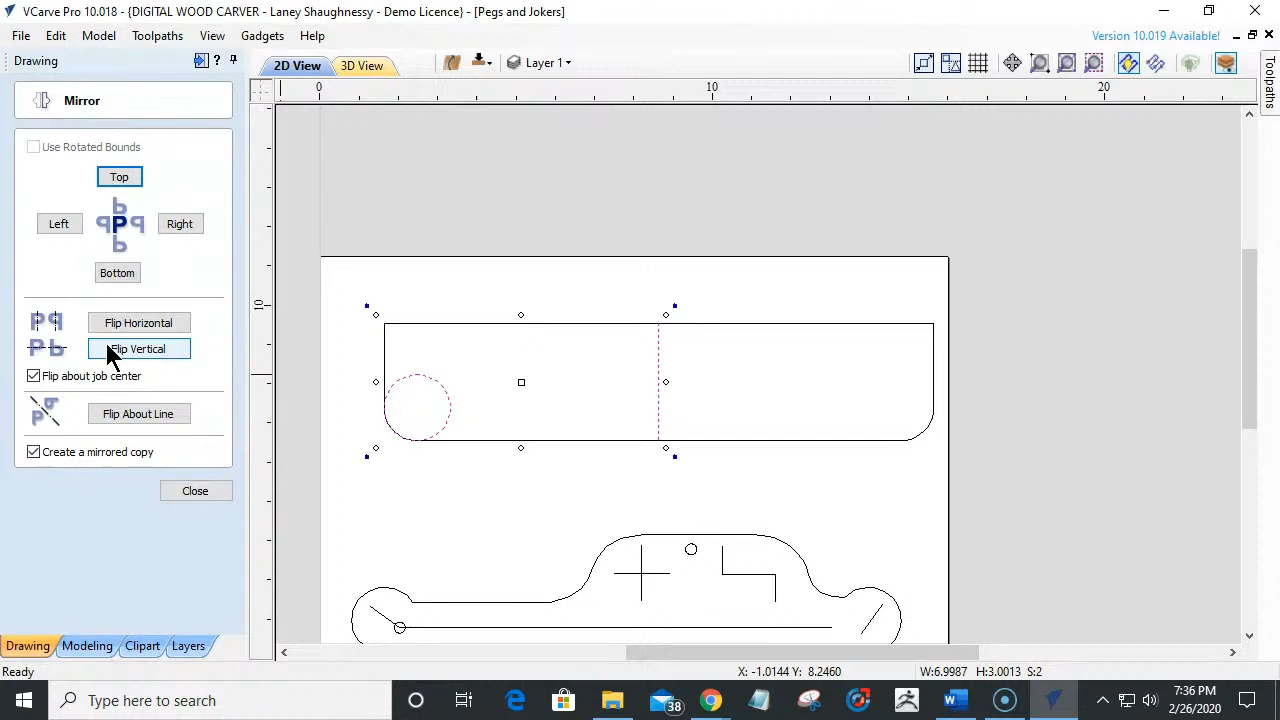 VCarve Pro 10.018 - {DIGITAL WOOD CARVER - Laney Shaughnessy - Demo Licence} - [Pegs and Jokers]
File Edit Model Toolpaths View Gadgets Help Version 10.019 Available!
Drawing ?
2D View 3D View Layer 1
Mirror
0 10 20
Use Rotated Bounds
Top
Left Right
Bottom
Flip Horizontal
Flip Vertical
Flip about job center
Flip About Line
Create a mirrored copy
Close
10
Toolpaths
Drawing Modeling Clipart Layers
Ready X: -1.0144 Y: 8.2460 W:6.9987 H:3.0013 S:2
Type here to search 38 7:36 PM
2/26/2020